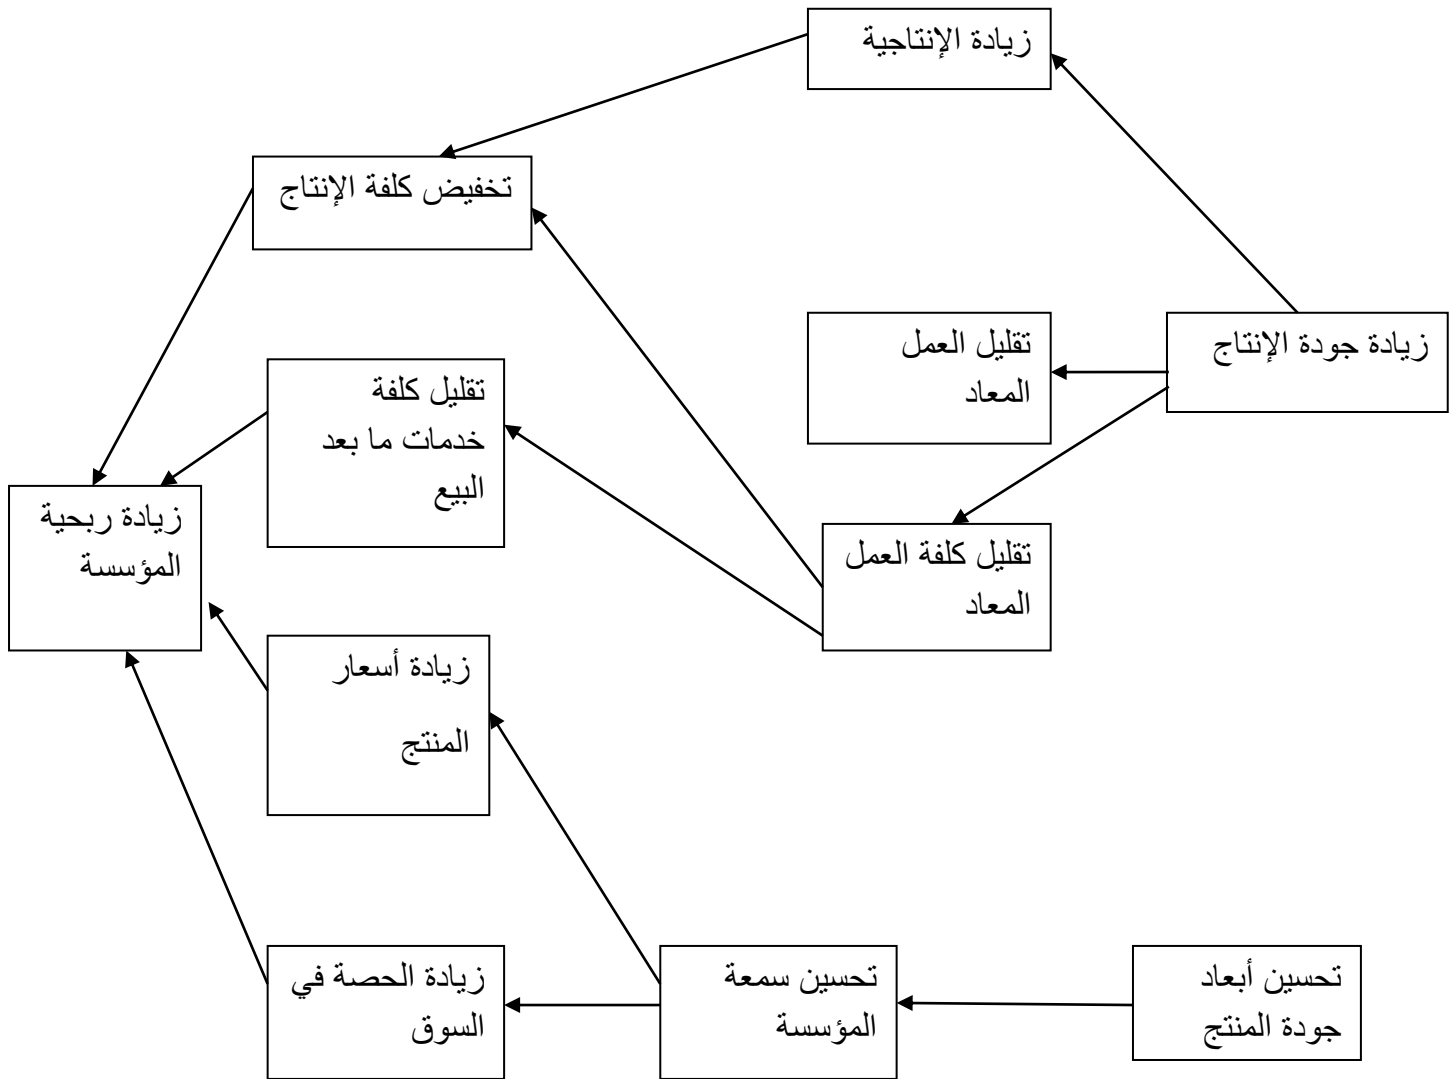 زيادة الإنتاجية
تخفيض كلفة الإنتاج
زيادة جودة الإنتاج
تقليل العمل
المعاد
تقليل كلفة
خدمات ما بعد
البيع
زيادة ربحية
المؤسسة
تقليل كلفة العمل
المعاد
زيادة أسعار
المنتج
تحسين أبعاد
جودة المنتج
تحسين سمعة
المؤسسة
زيادة الحصة في
السوق